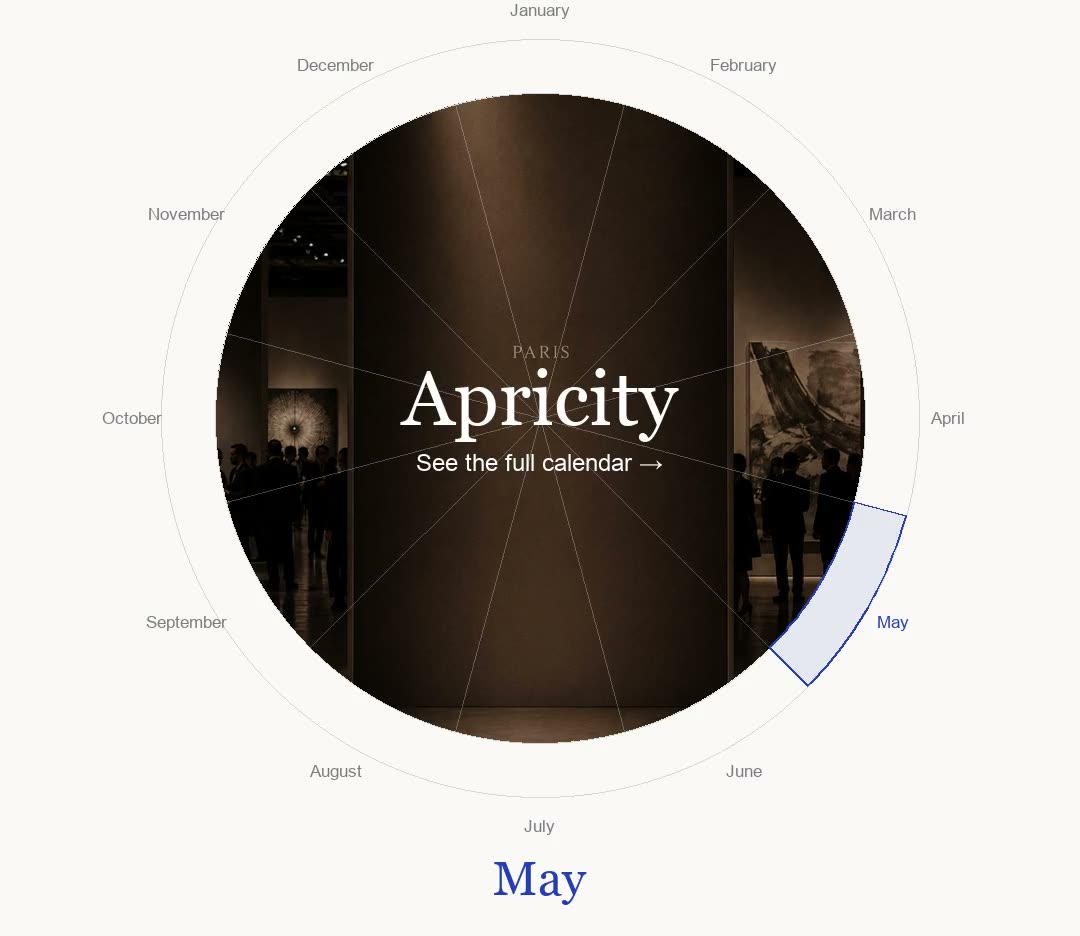 January
December
February
November
March
PARIS
Apricity
October
April
See the full calendar →
September
May
August
June
July
May